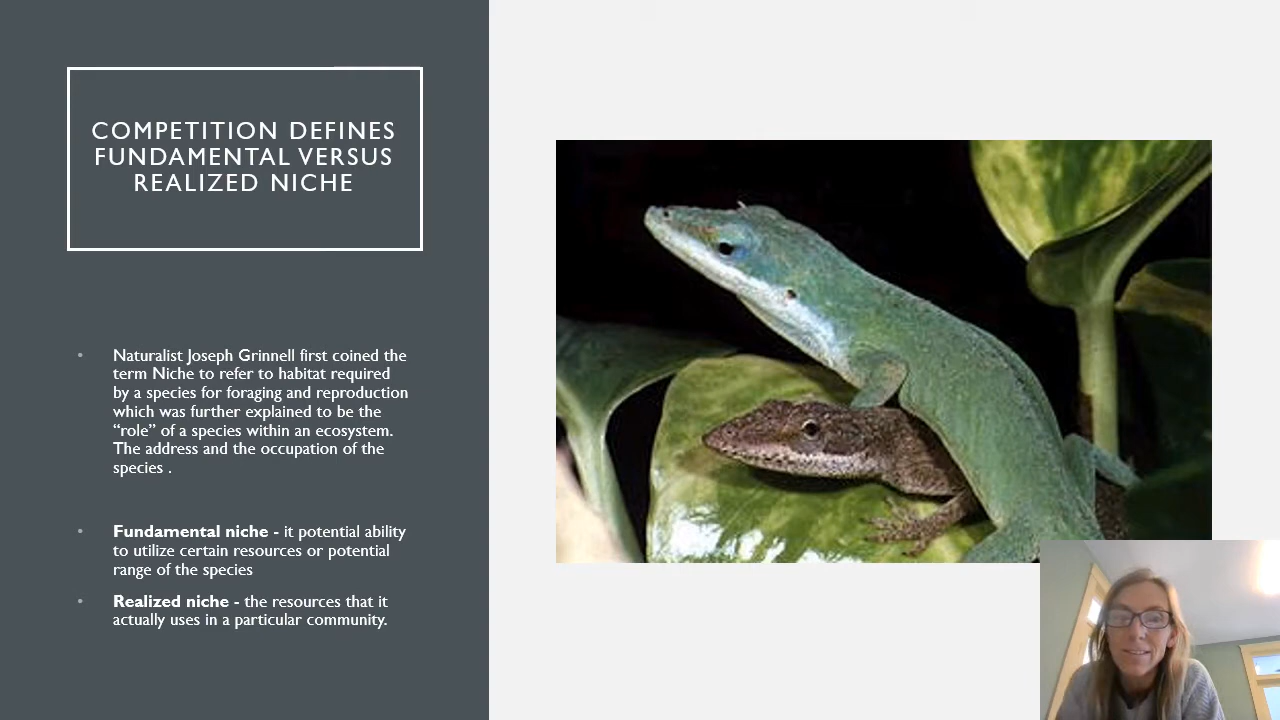 COMPETITION DEFINES
FUNDAMENTAL VERSUS
REALIZED NICHE
• Naturalist Joseph Grinnell first coined the
term Niche to refer to habitat required
by a species for foraging and reproduction
which was further explained to be the
“role” of a species within an ecosystem.
The address and the occupation of the
species .
• Fundamental niche - it potential ability
to utilize certain resources or potential
range of the species
• Realized niche - the resources that it
actually uses in a particular community.